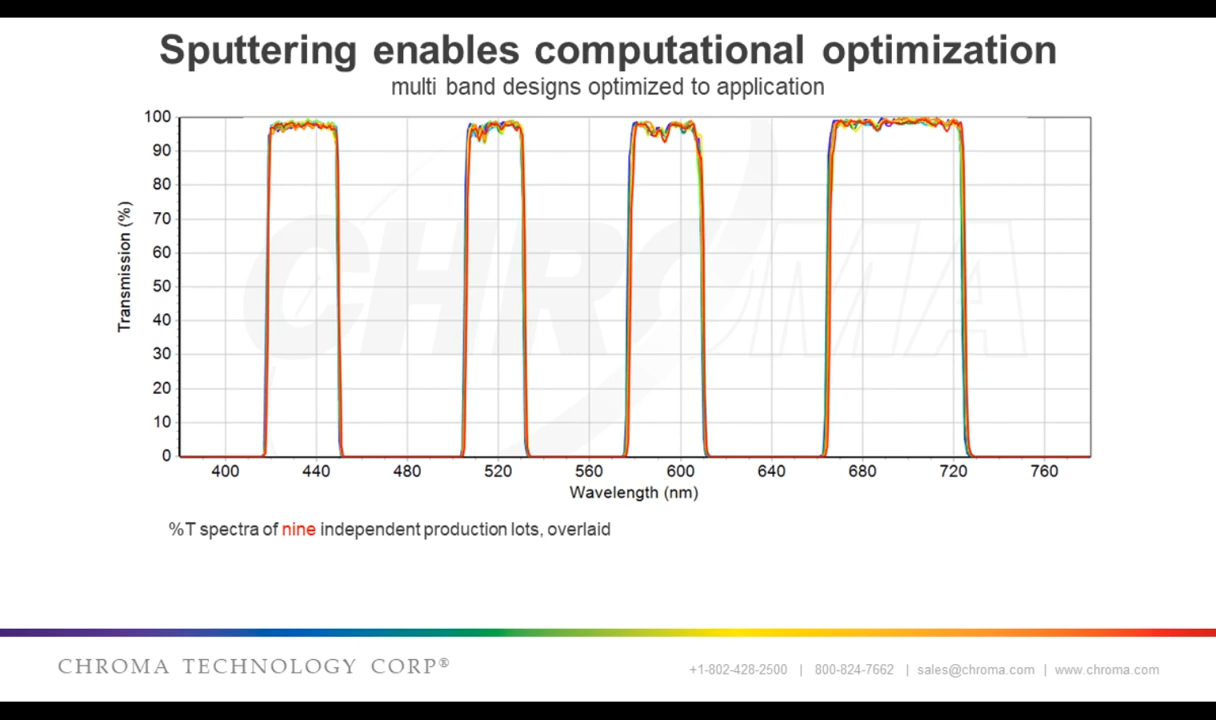 Sputtering enables computational optimization
multi band designs optimized to application
100
90
80
70
60
50
40
30
20
10
0
Transmission (%)
CHROMA
400 440 480 520 560 600 640 680 720 760
Wavelength (nm)
%T spectra of nine independent production lots, overlaid
CHROMA TECHNOLOGY CORP®
+1-802-428-2500 | 800-824-7662 | sales@chroma.com | www.chroma.com